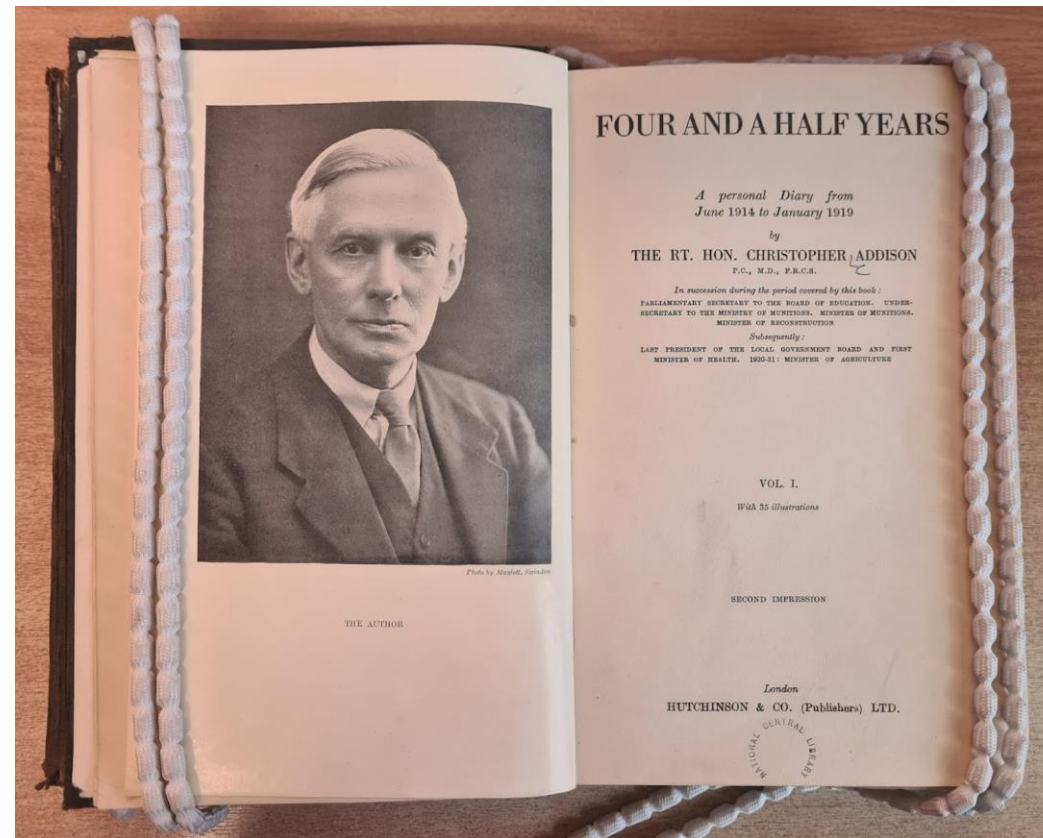 Photo by Maylott, Swindon
THE AUTHOR
FOUR AND A HALF YEARS
A personal Diary from
June 1914 to January 1919
by
THE RT. HON. CHRISTOPHER ADDISON
P.C., M.D., F.R.C.S.
In succession during the period covered by this book :
PARLIAMENTARY SECRETARY TO THE BOARD OF EDUCATION. UNDER-
SECRETARY TO THE MINISTRY OF MUNITIONS. MINISTER OF MUNITIONS.
MINISTER OF RECONSTRUCTION
Subsequently :
LAST PRESIDENT OF THE LOCAL GOVERNMENT BOARD AND FIRST
MINISTER OF HEALTH. 1930-31: MINISTER OF AGRICULTURE
VOL. I.
With 35 illustrations
SECOND IMPRESSION
London
HUTCHINSON & CO. (Publishers) LTD.
NATIONAL CENTRAL LIBRARY